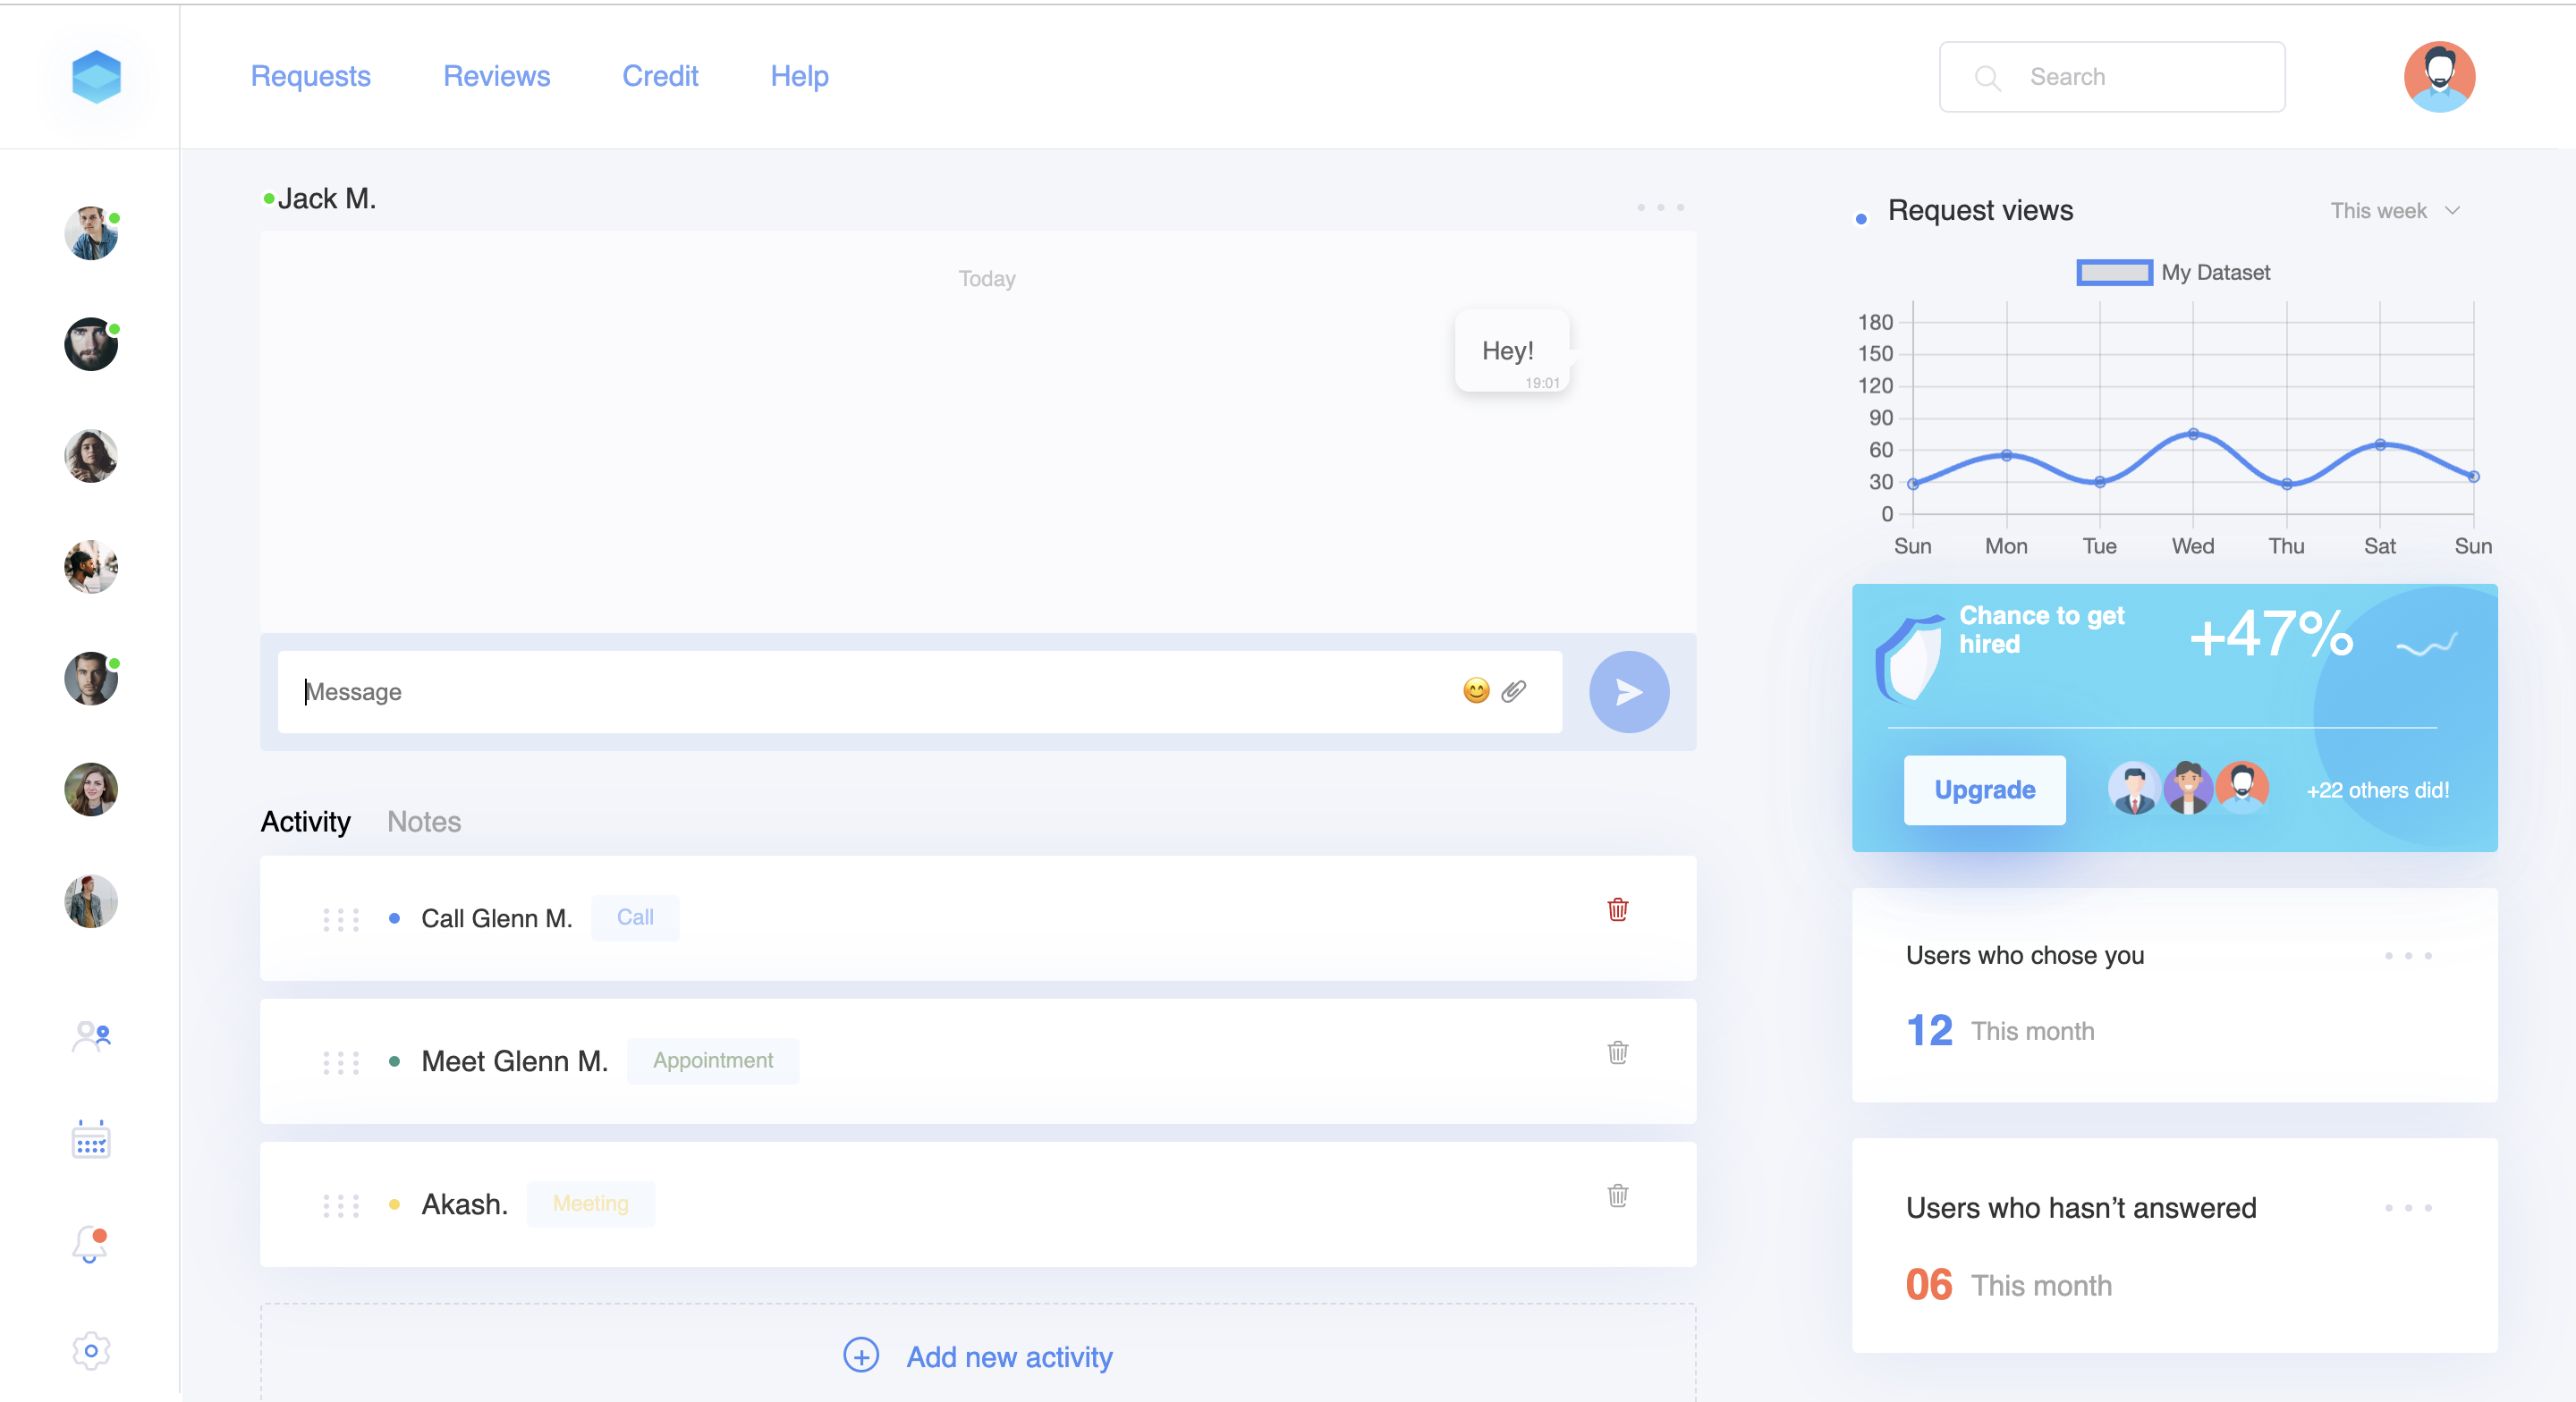 Requests Reviews Credit Help Search
Jack M.
Today
Hey!
19:01
Message
Activity Notes
Call Glenn M. Call
Meet Glenn M. Appointment
Akash. Meeting
Add new activity
Request views This week
My Dataset
180
150
120
90
60
30
0
Sun Mon Tue Wed Thu Sat Sun
Chance to get
hired
+47%
Upgrade +22 others did!
Users who chose you
12 This month
Users who hasn’t answered
06 This month